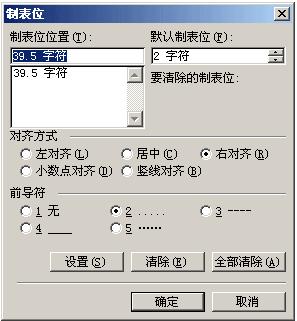 制表位
制表位位置(T): 默认制表位(F):
39.5 字符 2 字符
39.5 字符 要清除的制表位:
对齐方式
左对齐(L) 居中(C) 右对齐(R)
小数点对齐(D) 竖线对齐(B)
前导符
1 无 2 ..... 3 ----
4 ___ 5 ······
设置(S) 清除(E) 全部清除(A)
确定 取消